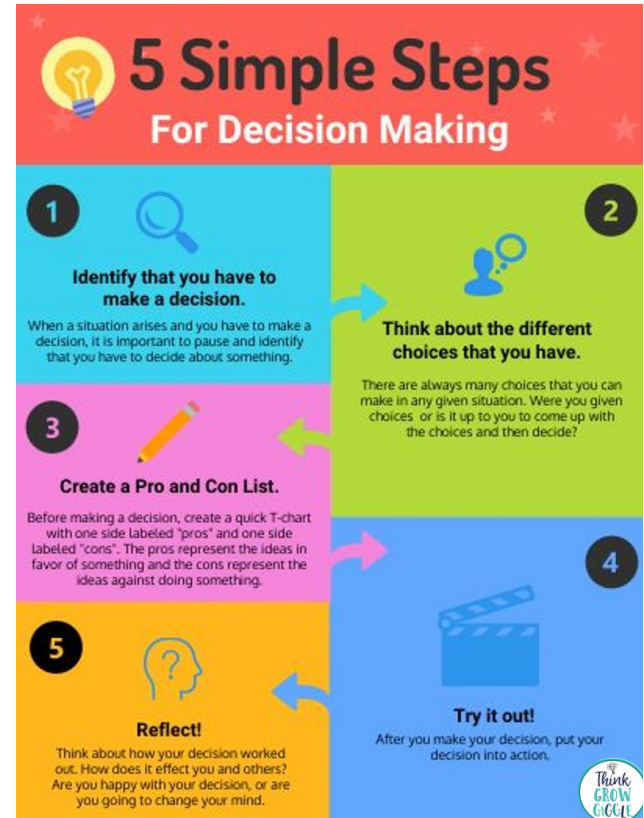 5 Simple Steps
For Decision Making
1
Identify that you have to
make a decision.
When a situation arises and you have to make a
decision, it is important to pause and identify
that you have to decide about something.
2
Think about the different
choices that you have.
There are always many choices that you can
make in any given situation. Were you given
choices or is it up to you to come up with
the choices and then decide?
3
Create a Pro and Con List.
Before making a decision, create a quick T-chart
with one side labeled "pros" and one side
labeled "cons". The pros represent the ideas in
favor of something and the cons represent the
ideas against doing something.
4
Try it out!
After you make your decision, put your
decision into action.
5
?
Reflect!
Think about how your decision worked
out. How does it effect you and others?
Are you happy with your decision, or are
you going to change your mind.
Think
GROW
GIGGLE